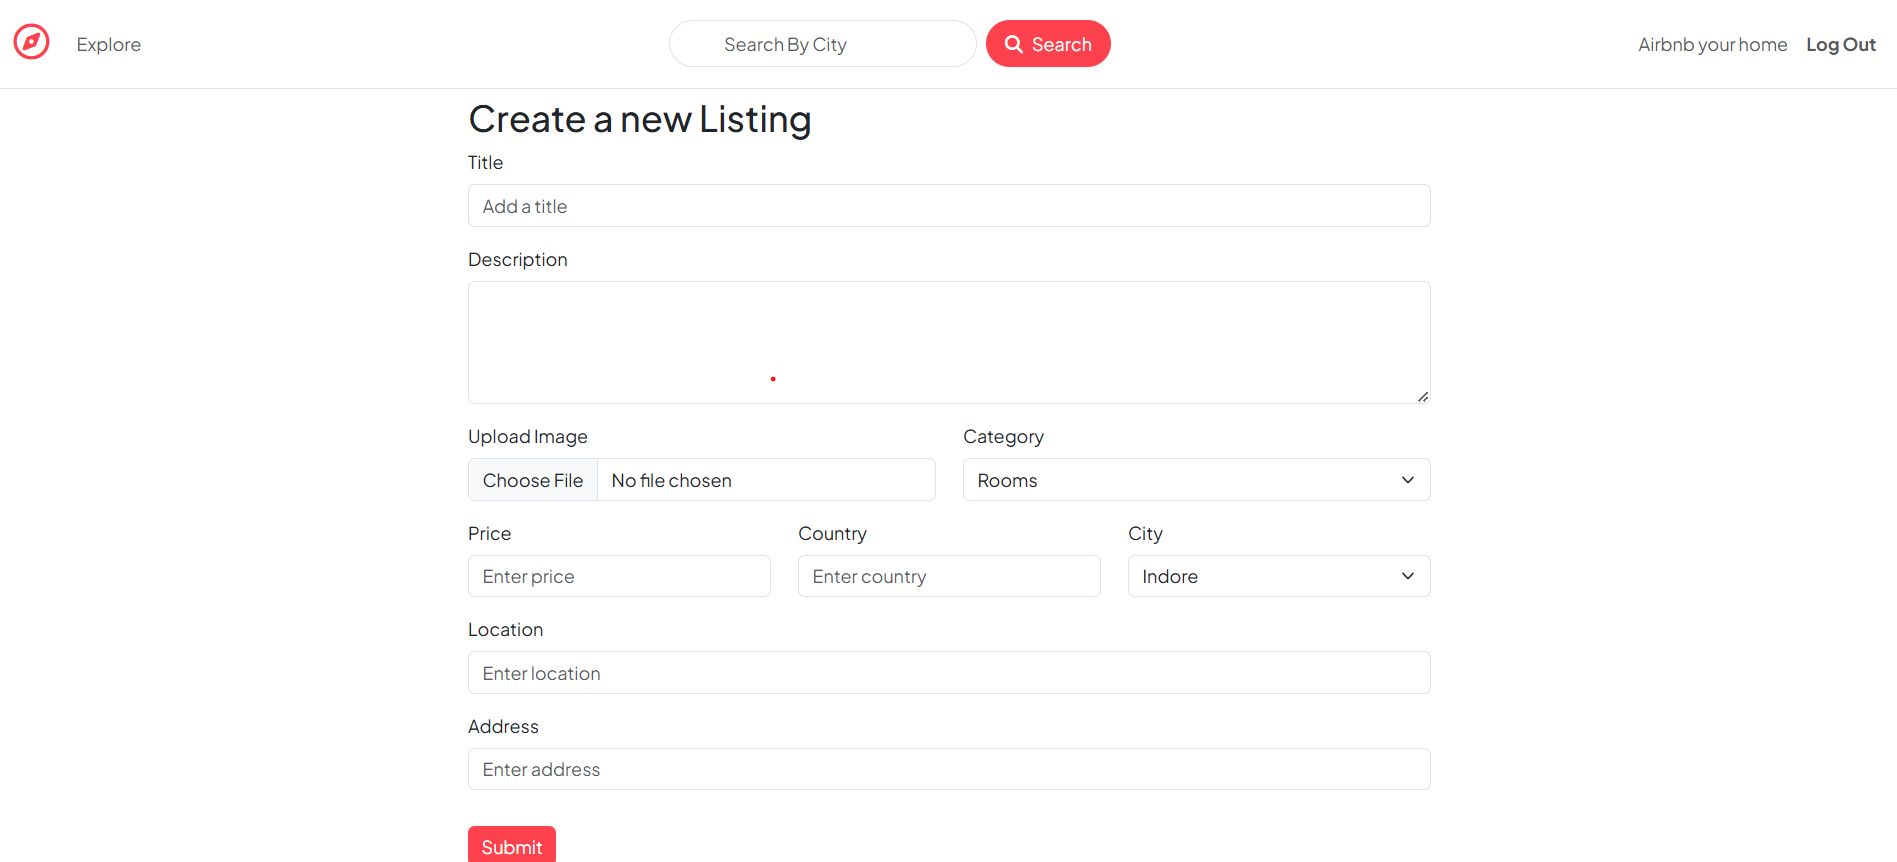 Explore Search By City Search Airbnb your home Log Out
Create a new Listing
Title
Add a title
Description
Upload Image Category
Choose File No file chosen Rooms
Price Country City
Enter price Enter country Indore
Location
Enter location
Address
Enter address
Submit